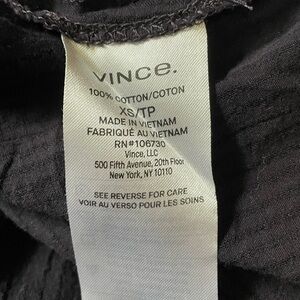 VINCE.
100% COTTON/COTON
XS/TP
MADE IN VIETNAM
FABRIQUÉ AU VIETNAM
RN#106730
Vince, LLC
500 Fifth Avenue, 20th Floor
New York, NY 10110
SEE REVERSE FOR CARE
VOIR AU VERSO POUR LES SOINS